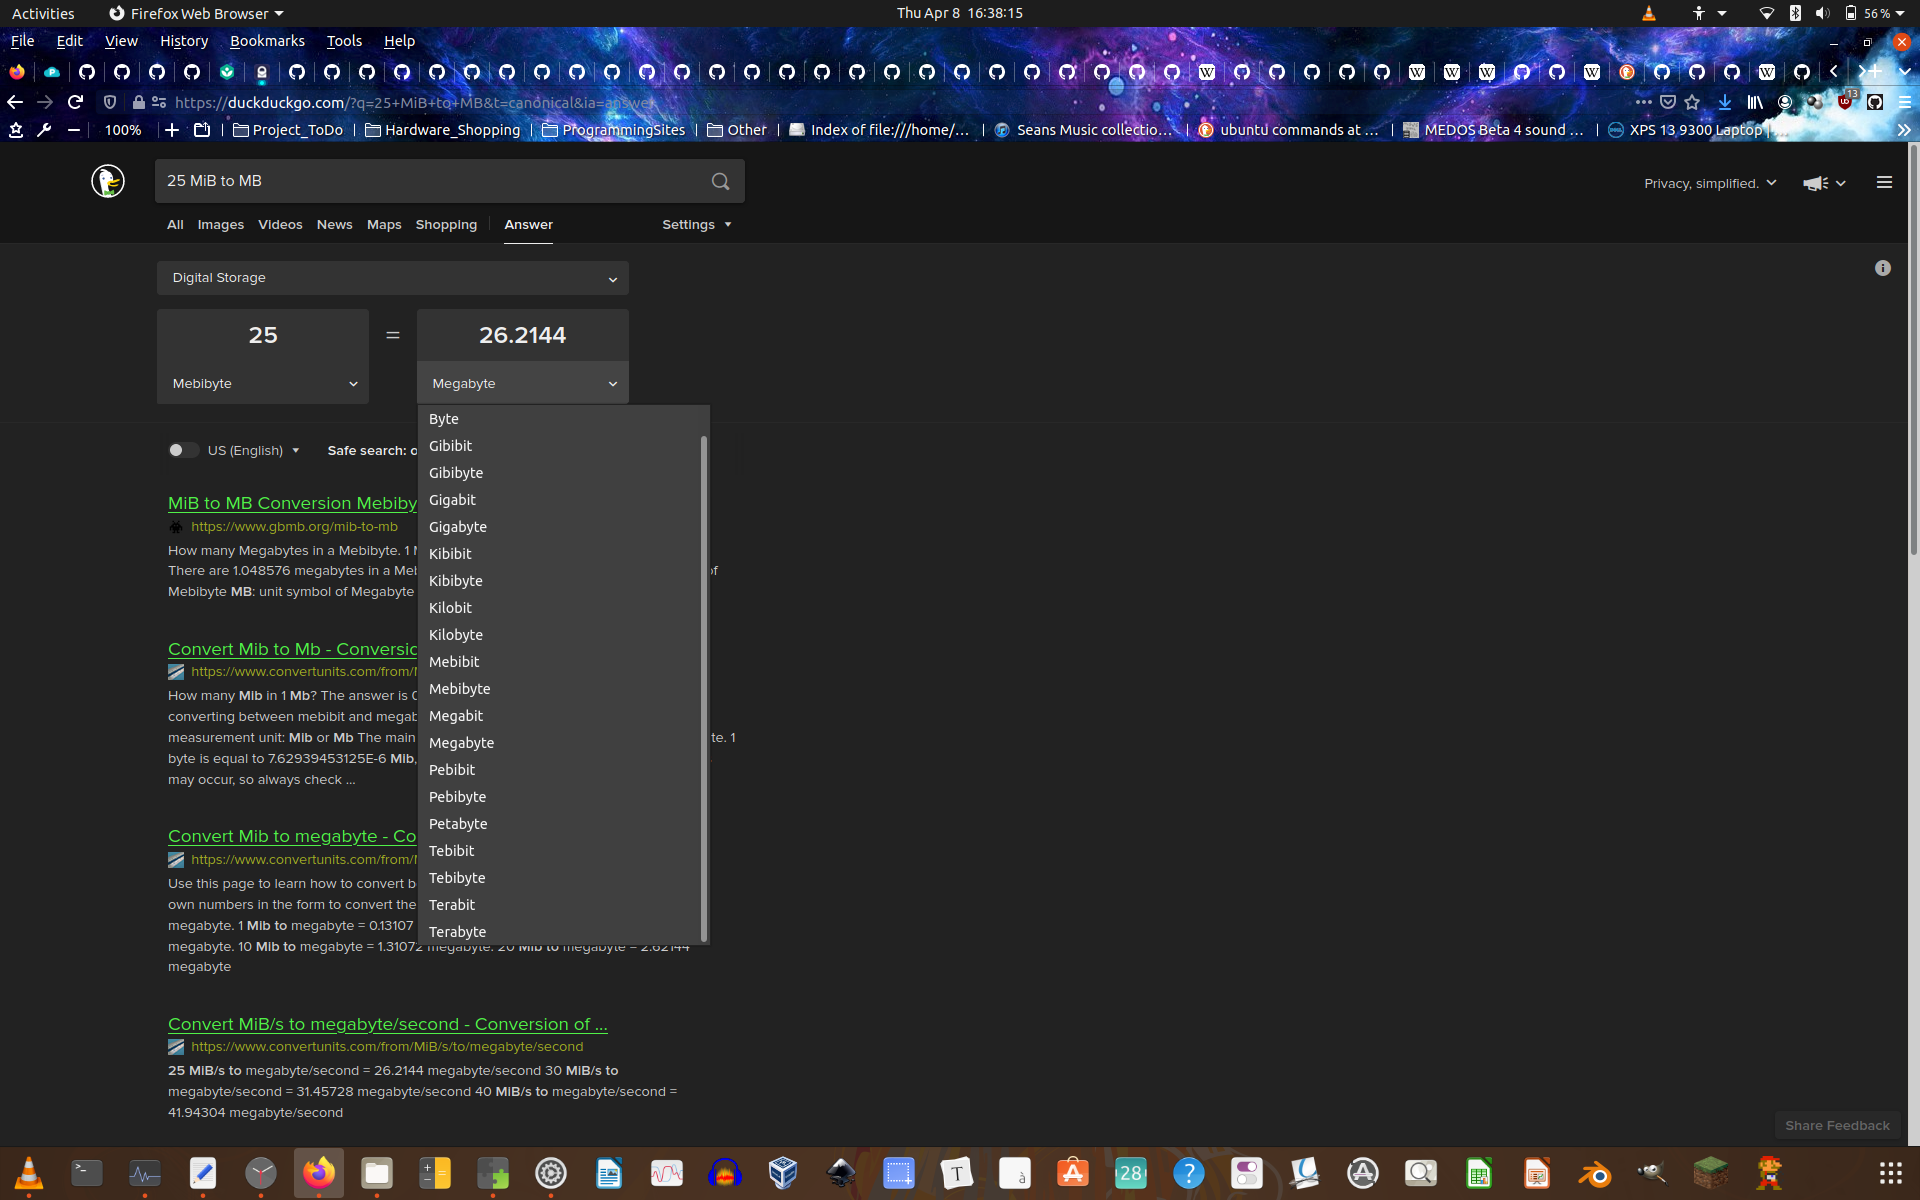 Activities Firefox Web Browser Thu Apr 8 16:38:15 56 %
File Edit View History Bookmarks Tools Help
https://duckduckgo.com/?q=25+MiB+to+MB&t=canonical&ia=answer 13
100% Project_ToDo Hardware_Shopping ProgrammingSites Other Index of file:///home/... Seans Music collectio... ubuntu commands at ... MEDOS Beta 4 sound ... XPS 13 9300 Laptop | ...
25 MiB to MB
Privacy, simplified.
All Images Videos News Maps Shopping Answer Settings
Digital Storage
25 = 26.2144
Mebibyte Megabyte
Byte
Gibibit
Gibibyte
Gigabit
Gigabyte
Kibibit
Kibibyte
Kilobit
Kilobyte
Mebibit
Mebibyte
Megabit
Megabyte
Pebibit
Pebibyte
Petabyte
Tebibit
Tebibyte
Terabit
Terabyte
US (English) Safe search: o
MiB to MB Conversion Mebiby
https://www.gbmb.org/mib-to-mb
How many Megabytes in a Mebibyte. 1 M
There are 1.048576 megabytes in a Meb of
Mebibyte MB: unit symbol of Megabyte
Convert Mib to Mb - Conversio
https://www.convertunits.com/from/M
How many Mib in 1 Mb? The answer is 0
converting between mebibit and megab
measurement unit: Mib or Mb The main te. 1
byte is equal to 7.62939453125E-6 Mib,
may occur, so always check ...
Convert Mib to megabyte - Co
https://www.convertunits.com/from/M
Use this page to learn how to convert b
own numbers in the form to convert the
megabyte. 1 Mib to megabyte = 0.13107
megabyte. 10 Mib to megabyte = 1.31072 megabyte. 20 Mib to megabyte = 2.62144
megabyte
Convert MiB/s to megabyte/second - Conversion of ...
https://www.convertunits.com/from/MiB/s/to/megabyte/second
25 MiB/s to megabyte/second = 26.2144 megabyte/second 30 MiB/s to
megabyte/second = 31.45728 megabyte/second 40 MiB/s to megabyte/second =
41.94304 megabyte/second
Share Feedback